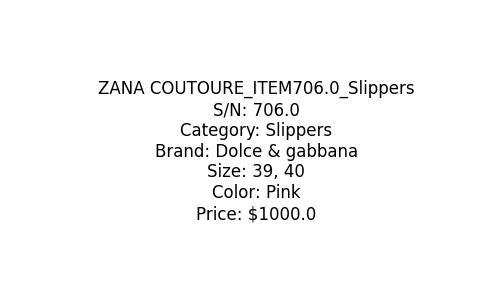 ZANA COUTOURE_ITEM706.0_Slippers
S/N: 706.0
Category: Slippers
Brand: Dolce & gabbana
Size: 39, 40
Color: Pink
Price: $1000.0